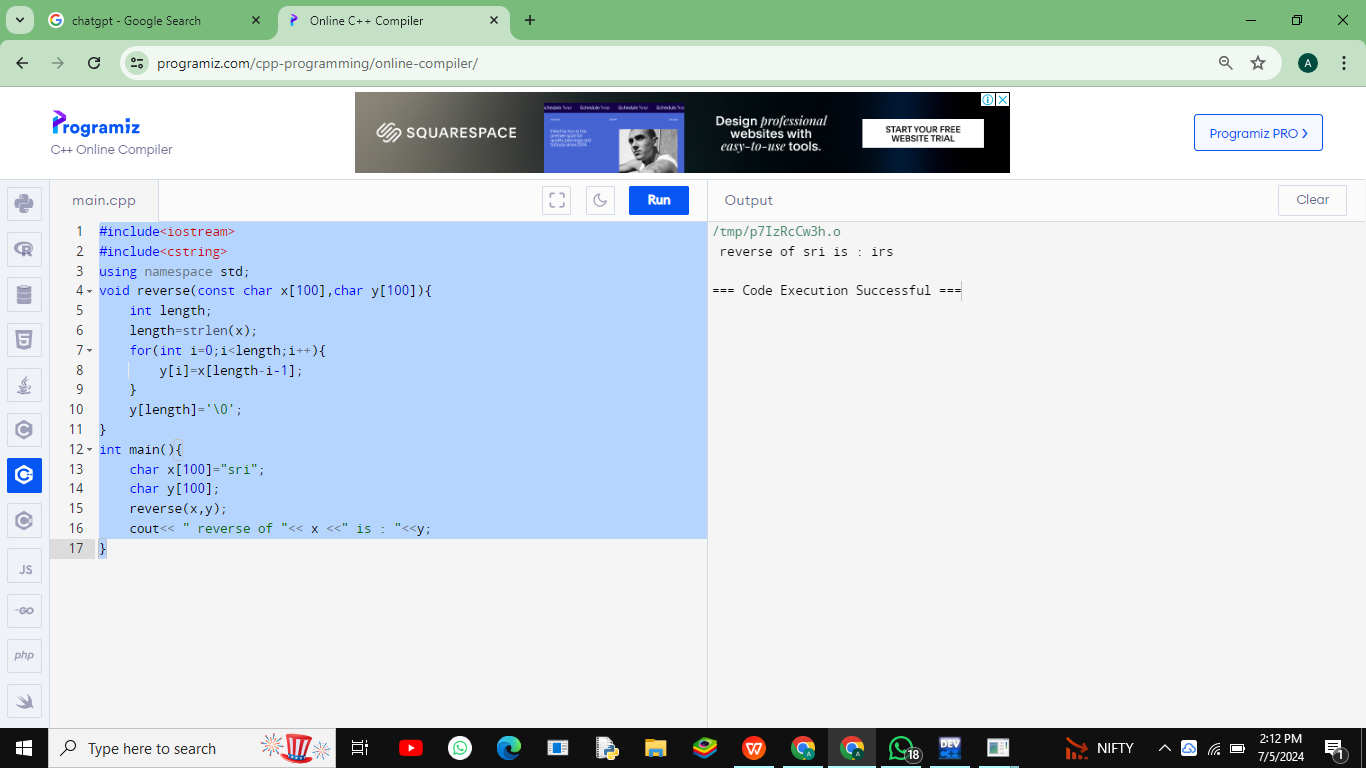 chatgpt - Google Search
Online C++ Compiler
programiz.com/cpp-programming/online-compiler/
A
Programiz
C++ Online Compiler
SQUARESPACE
Schedule Your Schedule Your Schedule Your
Design professional
websites with
easy-to-use tools.
START YOUR FREE
WEBSITE TRIAL
Programiz PRO
main.cpp
Run
Output
Clear
1 #include<iostream>
2 #include<cstring>
3 using namespace std;
4 void reverse(const char x[100],char y[100]){
5 int length;
6 length=strlen(x);
7 for(int i=0;i<length;i++){
8 y[i]=x[length-i-1];
9 }
10 y[length]='\0';
11 }
12 int main(){
13 char x[100]="sri";
14 char y[100];
15 reverse(x,y);
16 cout<< " reverse of "<< x <<" is : "<<y;
17 }
/tmp/p7IzRcCw3h.o
reverse of sri is : irs
=== Code Execution Successful ===
JS
GO
php
Type here to search
18
DEV
NIFTY
2:12 PM
7/5/2024
1